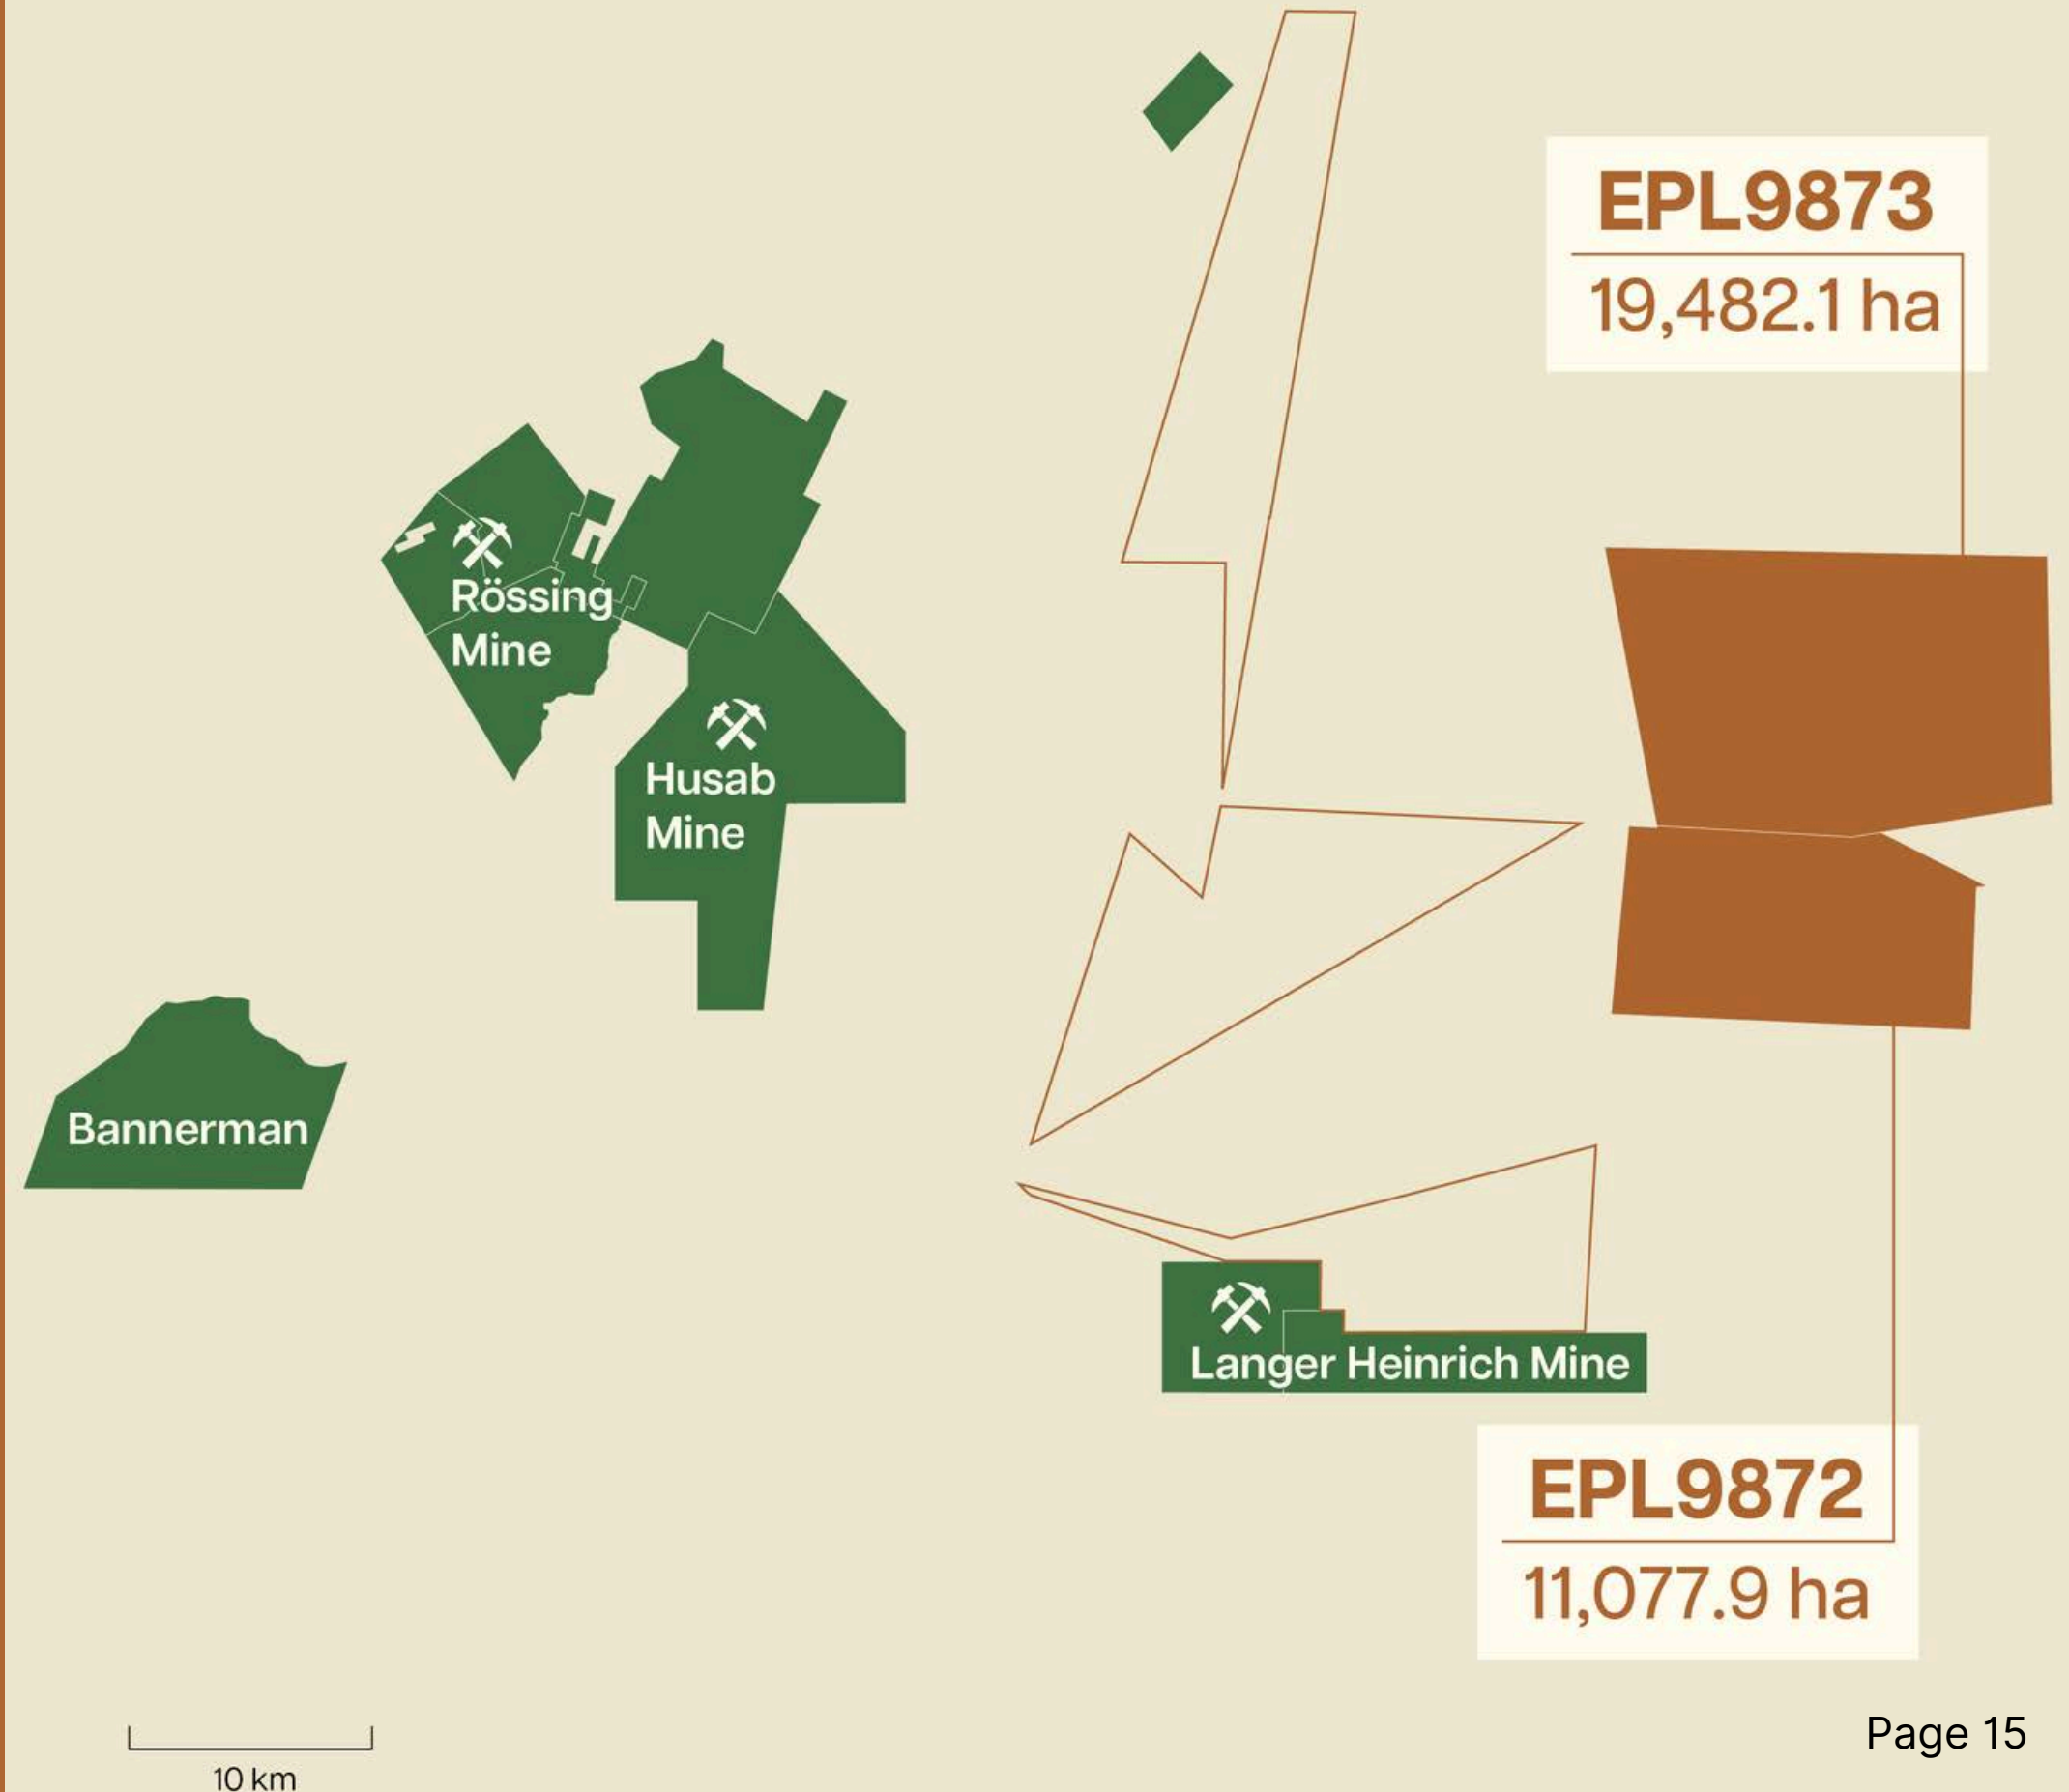 EPL9873
19,482.1 ha
Rössing
Mine
Husab
Mine
Bannerman
Langer Heinrich Mine
EPL9872
11,077.9 ha
Page 15
10 km